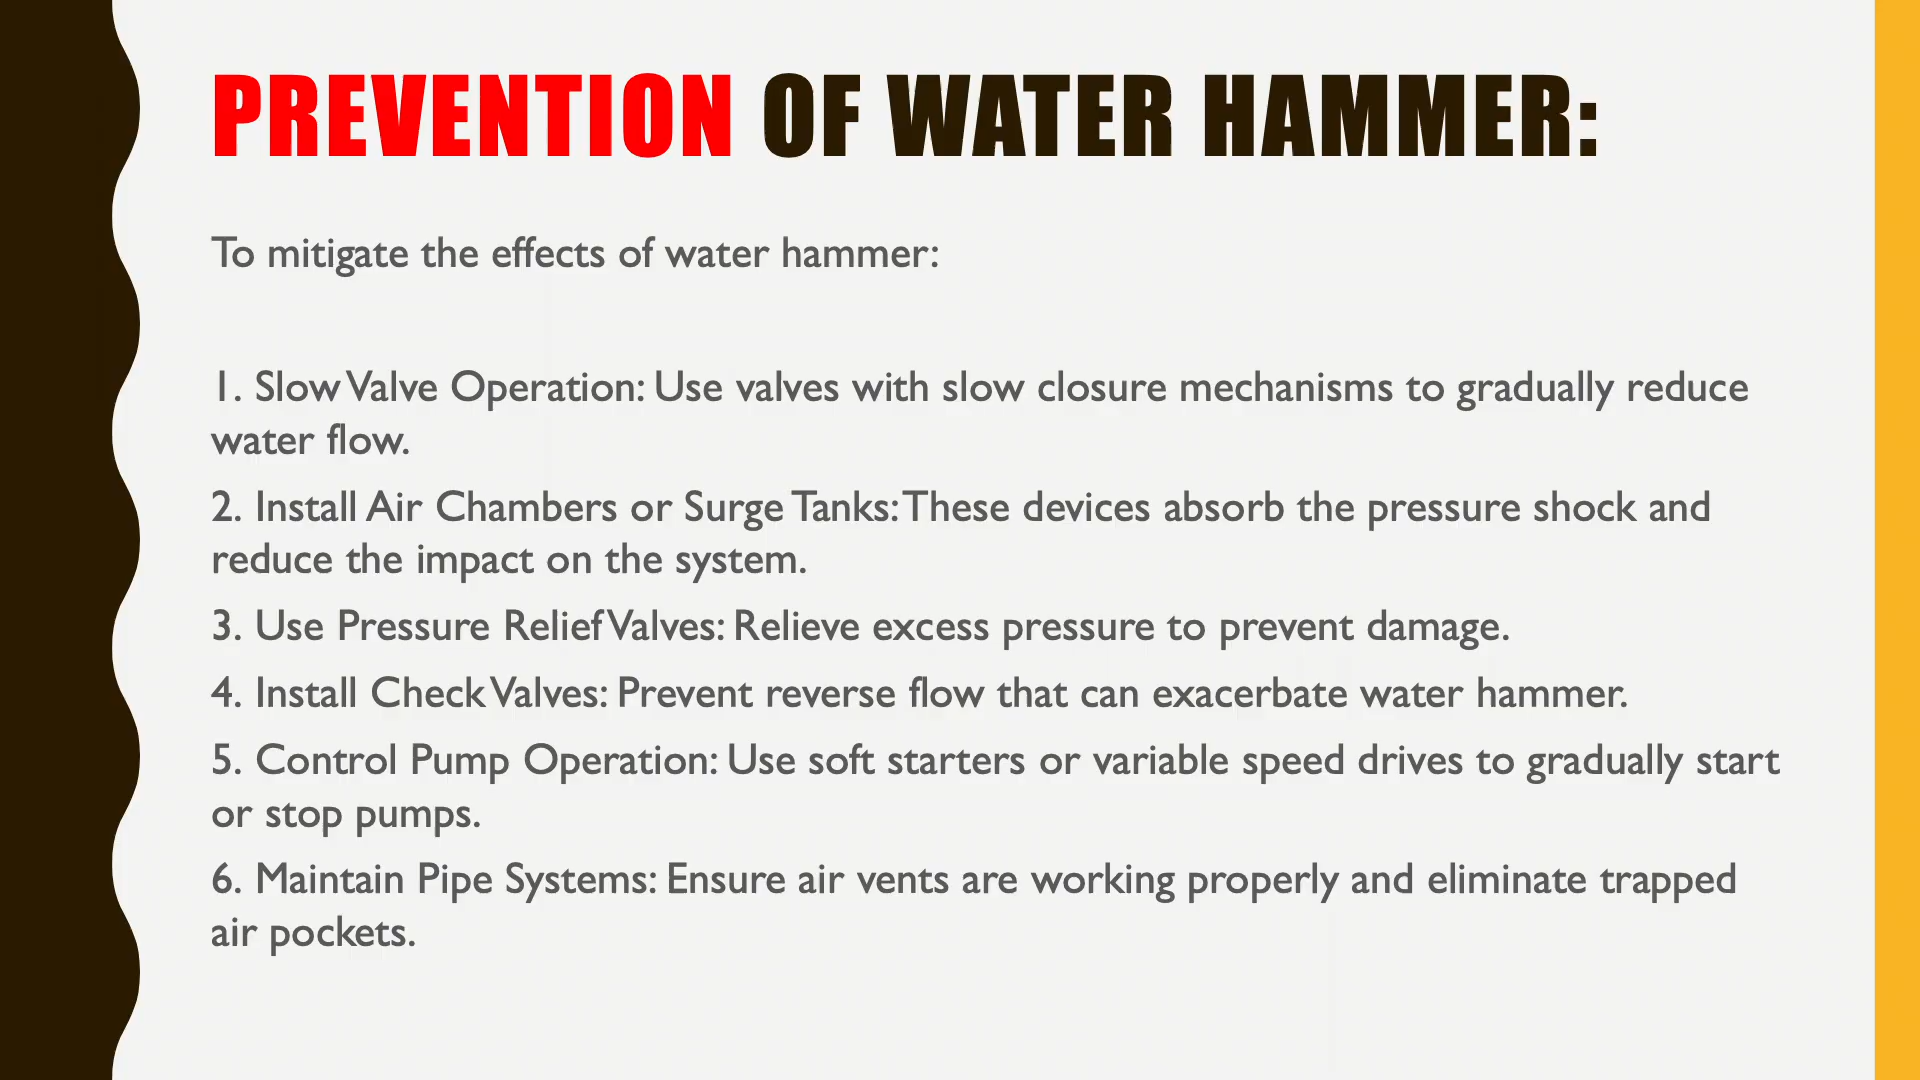 PREVENTION OF WATER HAMMER:
To mitigate the effects of water hammer:
1. Slow Valve Operation: Use valves with slow closure mechanisms to gradually reduce
water flow.
2. Install Air Chambers or Surge Tanks: These devices absorb the pressure shock and
reduce the impact on the system.
3. Use Pressure Relief Valves: Relieve excess pressure to prevent damage.
4. Install Check Valves: Prevent reverse flow that can exacerbate water hammer.
5. Control Pump Operation: Use soft starters or variable speed drives to gradually start
or stop pumps.
6. Maintain Pipe Systems: Ensure air vents are working properly and eliminate trapped
air pockets.